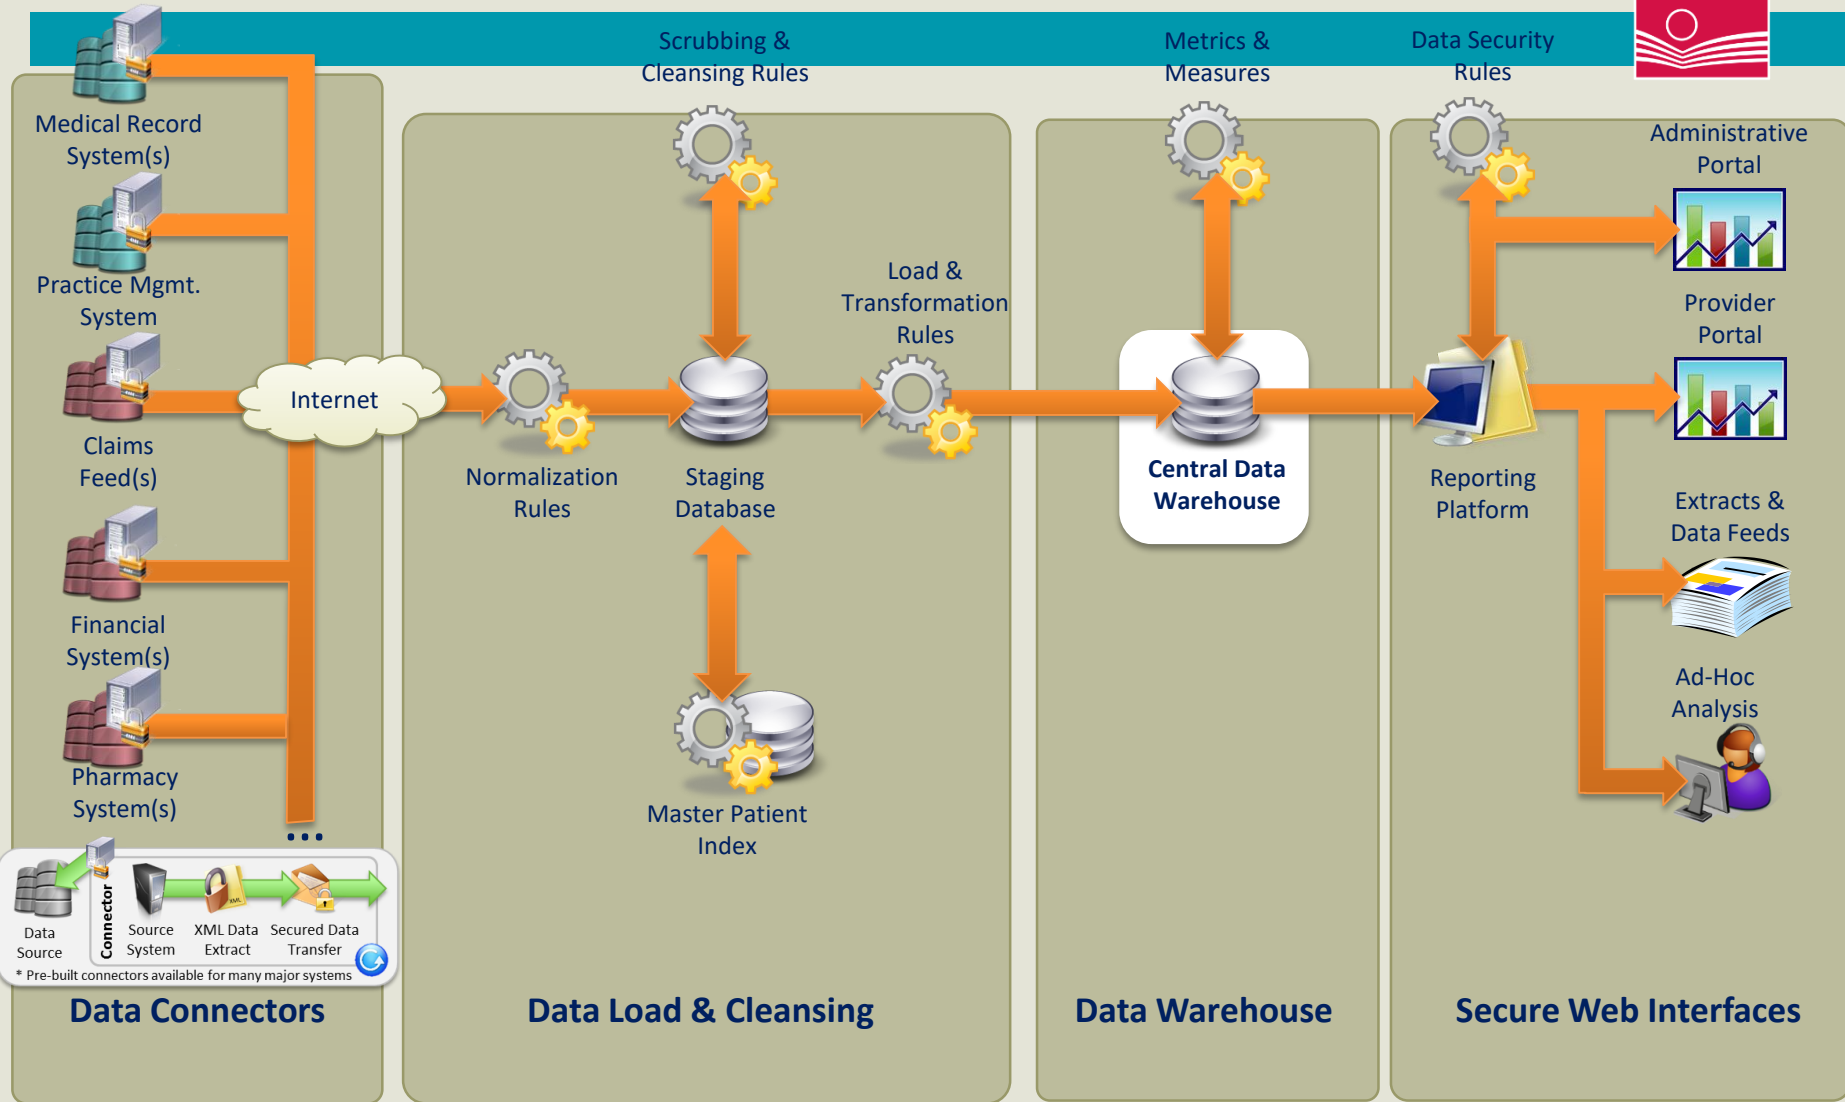 Scrubbing &
Cleansing Rules
Metrics &
Measures
Data Security
Rules
Medical Record
System(s)
Practice Mgmt.
System
Claims
Feed(s)
Financial
System(s)
Pharmacy
System(s)
...
Internet
Normalization
Rules
Staging
Database
Load &
Transformation
Rules
Master Patient
Index
Central Data
Warehouse
Reporting
Platform
Administrative
Portal
Provider
Portal
Extracts &
Data Feeds
Ad-Hoc
Analysis
Data
Source
Connector
Source
System
XML
XML Data
Extract
Secured Data
Transfer
* Pre-built connectors available for many major systems
Data Connectors
Data Load & Cleansing
Data Warehouse
Secure Web Interfaces